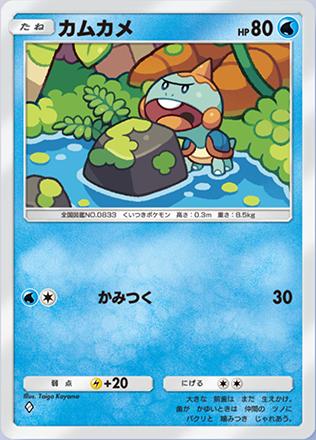 たね カムカメ HP80
全国図鑑NO.0833 くいつきポケモン 高さ：0.3m 重さ：8.5kg
かみつく 30
弱点 +20 にげる
Illus. Taiga Kayama
大きな 前歯は まだ 生えかけ。
歯が かゆいときは 仲間の ツノに
パクリと 噛みつき じゃれあう。